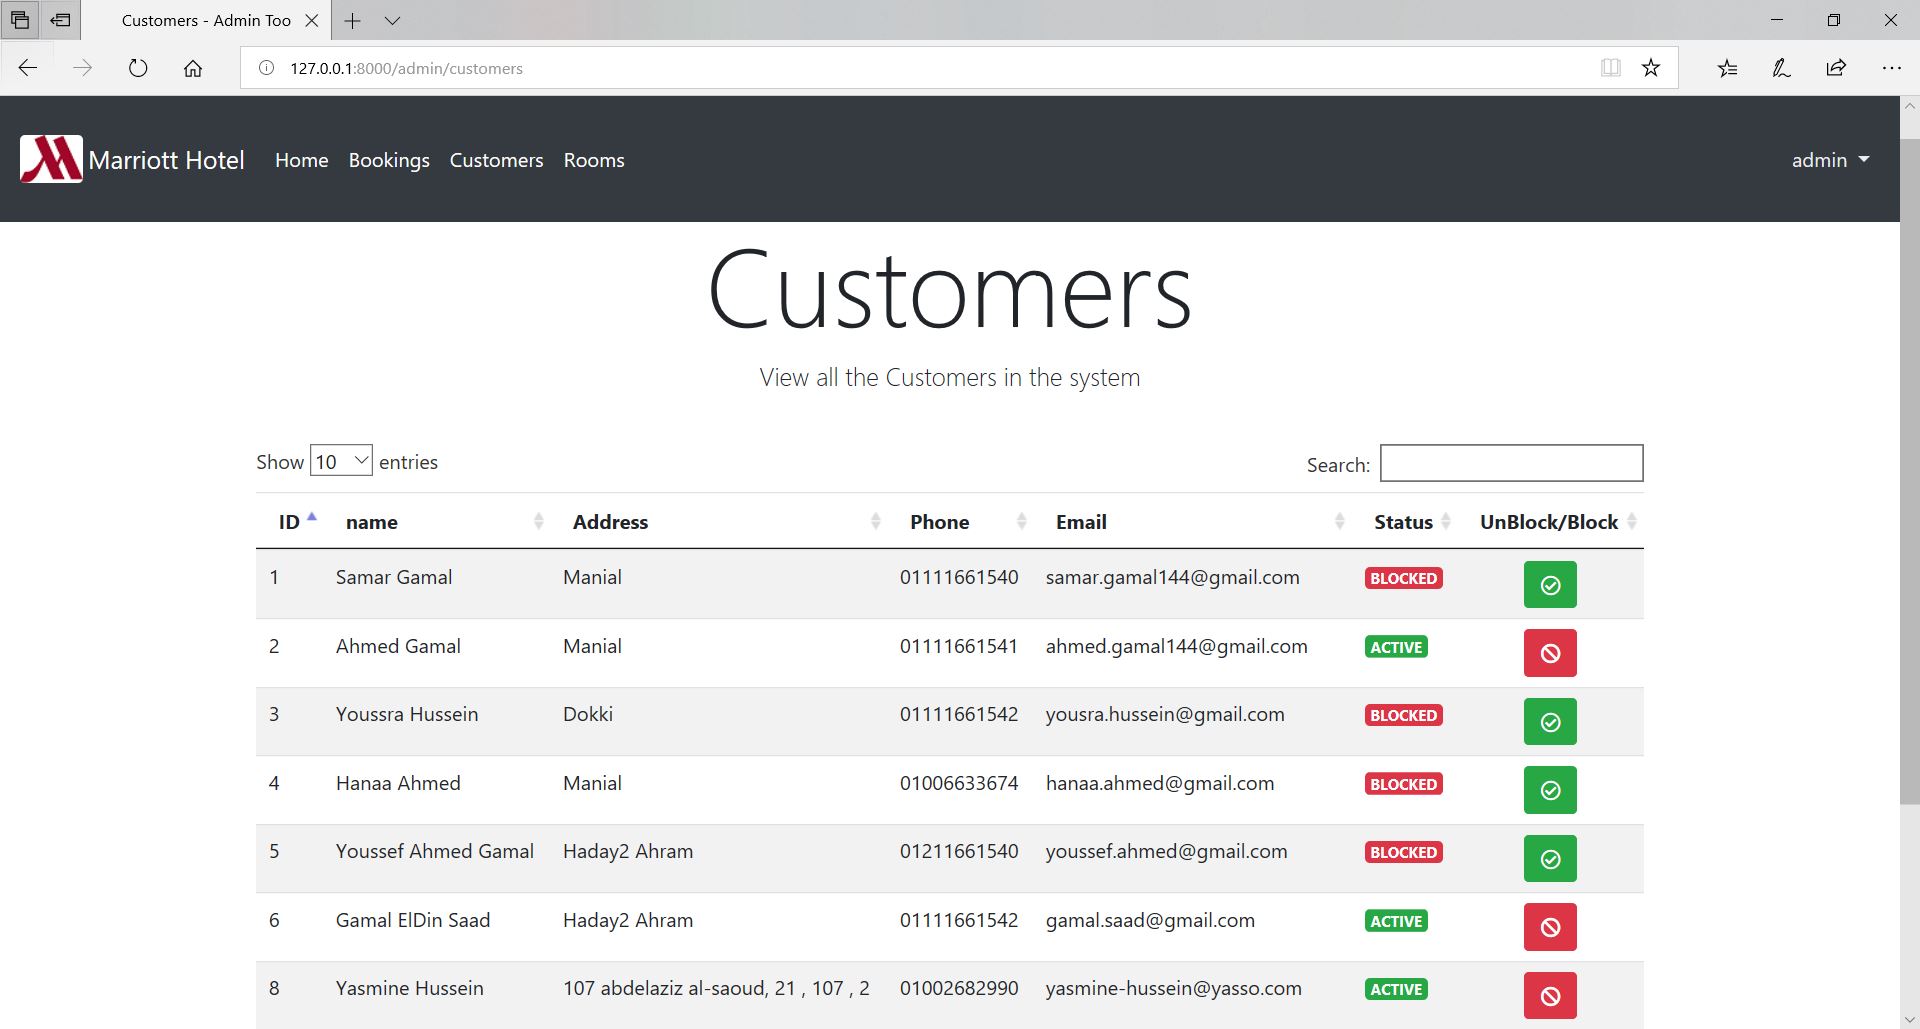 Customers - Admin Too
127.0.0.1:8000/admin/customers
Marriott Hotel Home Bookings Customers Rooms admin
Customers
View all the Customers in the system
Show 10 entries Search:
ID name Address Phone Email Status UnBlock/Block
1 Samar Gamal Manial 01111661540 samar.gamal144@gmail.com BLOCKED
2 Ahmed Gamal Manial 01111661541 ahmed.gamal144@gmail.com ACTIVE
3 Youssra Hussein Dokki 01111661542 yousra.hussein@gmail.com BLOCKED
4 Hanaa Ahmed Manial 01006633674 hanaa.ahmed@gmail.com BLOCKED
5 Youssef Ahmed Gamal Haday2 Ahram 01211661540 youssef.ahmed@gmail.com BLOCKED
6 Gamal ElDin Saad Haday2 Ahram 01111661542 gamal.saad@gmail.com ACTIVE
8 Yasmine Hussein 107 abdelaziz al-saoud, 21 , 107 , 2 01002682990 yasmine-hussein@yasso.com ACTIVE